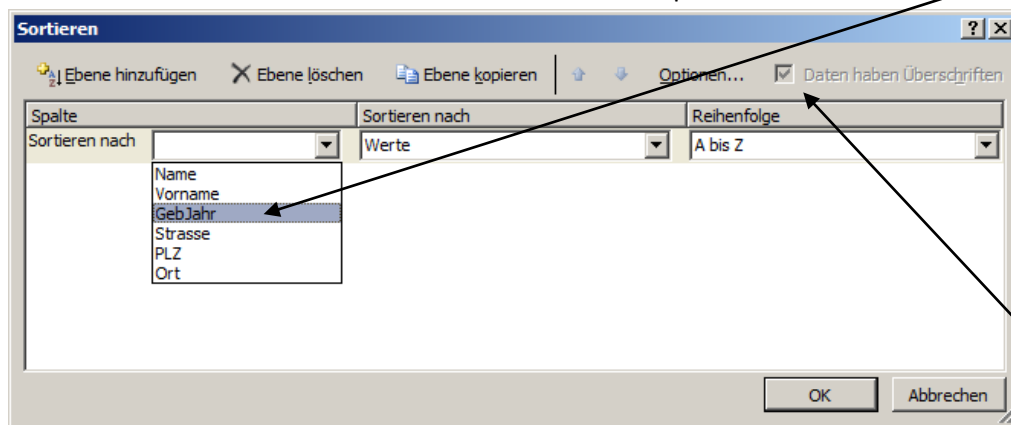 Sortieren
Ebene hinzufügen Ebene löschen Ebene kopieren Optionen... Daten haben Überschriften
Spalte Sortieren nach Reihenfolge
Sortieren nach Werte A bis Z
Name
Vorname
GebJahr
Strasse
PLZ
Ort
OK Abbrechen